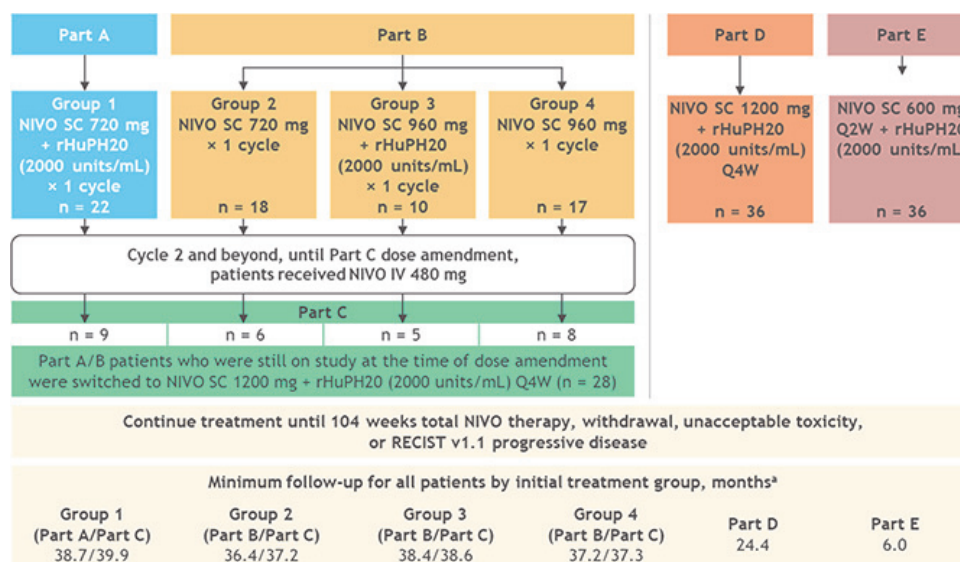 Part A
Part B
Part D
Part E
Group 1
NIVO SC 720 mg
+ rHuPH20
(2000 units/mL)
× 1 cycle
n = 22
Group 2
NIVO SC 720 mg
× 1 cycle
n = 18
Group 3
NIVO SC 960 mg
+ rHuPH20
(2000 units/mL)
× 1 cycle
n = 10
Group 4
NIVO SC 960 mg
× 1 cycle
n = 17
NIVO SC 1200 mg
+ rHuPH20
(2000 units/mL)
Q4W
n = 36
NIVO SC 600 mg
Q2W + rHuPH20
(2000 units/mL)
n = 36
Cycle 2 and beyond, until Part C dose amendment,
patients received NIVO IV 480 mg
Part C
n = 9
n = 6
n = 5
n = 8
Part A/B patients who were still on study at the time of dose amendment
were switched to NIVO SC 1200 mg + rHuPH20 (2000 units/mL) Q4W (n = 28)
Continue treatment until 104 weeks total NIVO therapy, withdrawal, unacceptable toxicity,
or RECIST v1.1 progressive disease
Minimum follow-up for all patients by initial treatment group, monthsª
Group 1
(Part A/Part C)
38.7/39.9
Group 2
(Part B/Part C)
36.4/37.2
Group 3
(Part B/Part C)
38.4/38.6
Group 4
(Part B/Part C)
37.2/37.3
Part D
24.4
Part E
6.0